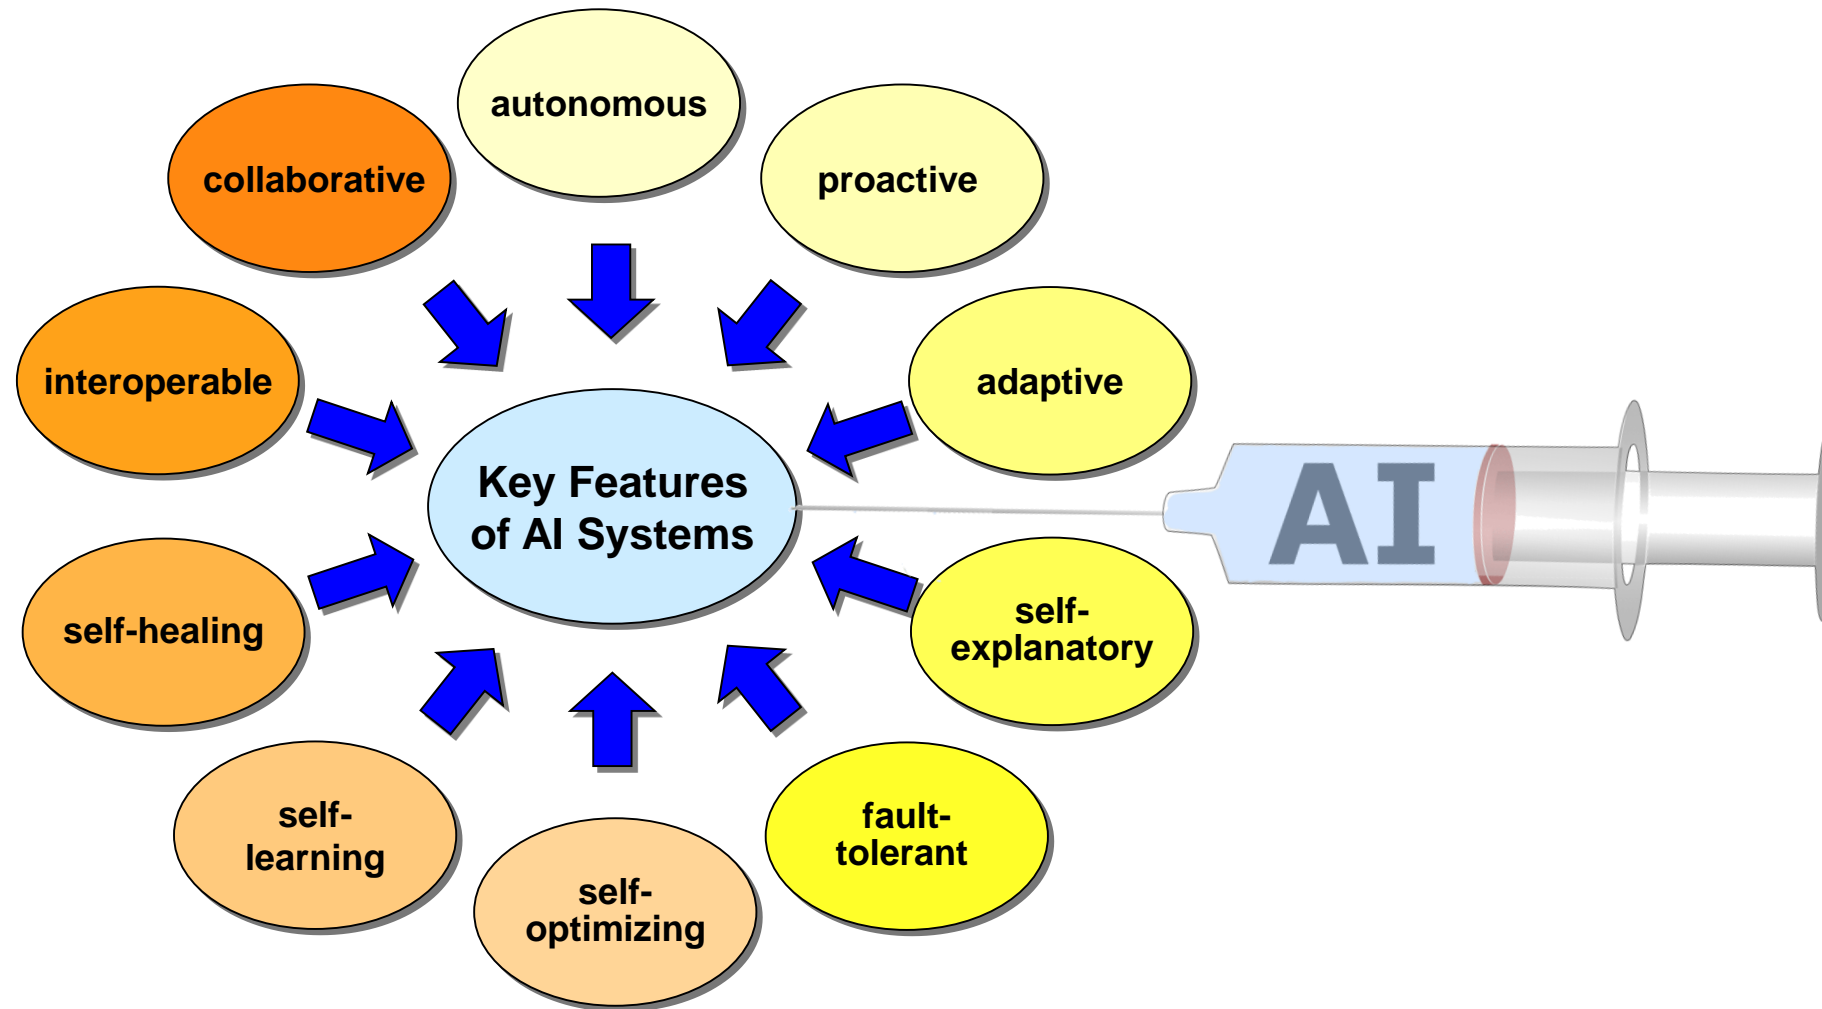 autonomous
collaborative
proactive
interoperable
adaptive
Key Features
of AI Systems
AI
self-healing
self-
explanatory
self-
learning
fault-
tolerant
self-
optimizing